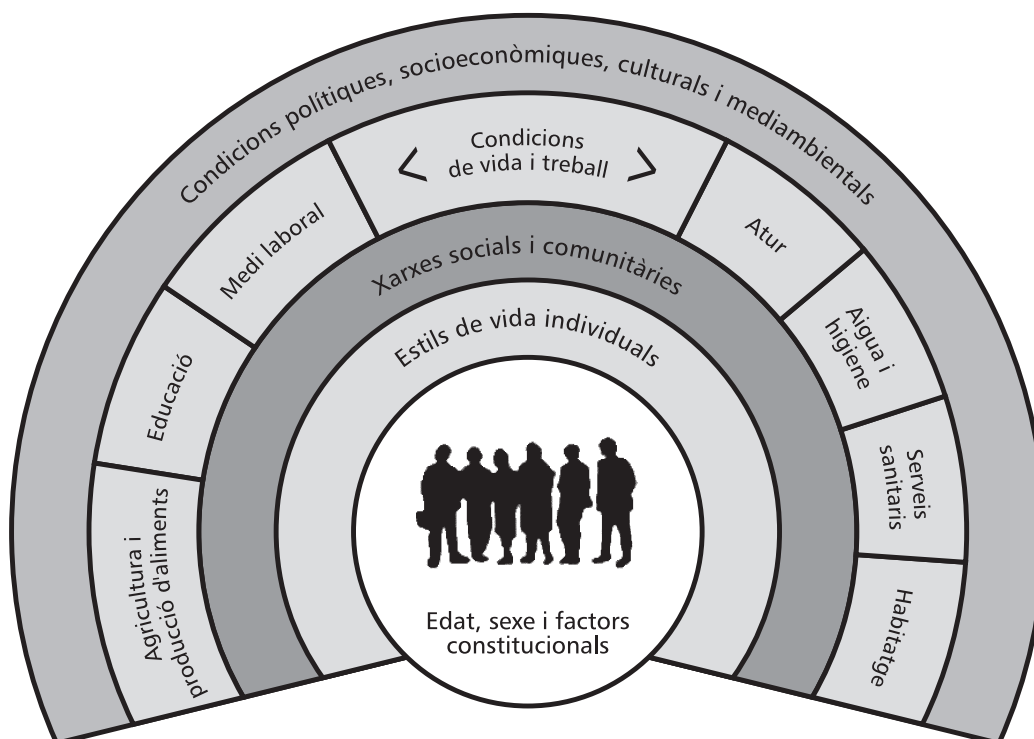 Condicions polítiques, socioeconòmiques, culturals i mediambientals
Condicions
de vida i treball
Medi laboral
Atur
Xarxes socials i comunitàries
Aigua i
higiene
Estils de vida individuals
Educació
Serveis
sanitaris
Agricultura i
producció d'aliments
Habitatge
Edat, sexe i factors
constitucionals